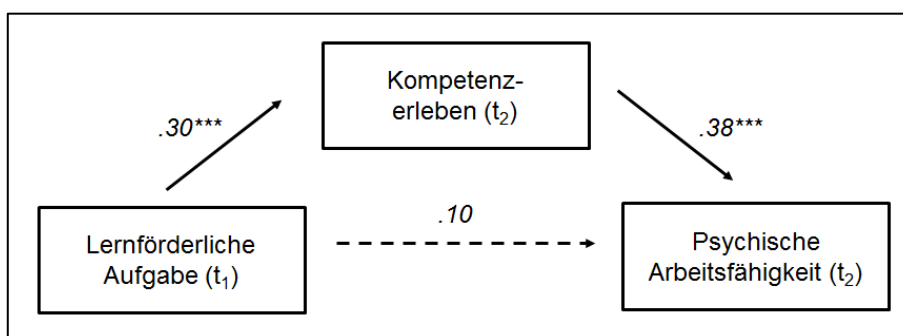 Kompetenz-
erleben (t₂)
.30***
.38***
.10
Lernförderliche
Aufgabe (t₁)
Psychische
Arbeitsfähigkeit (t₂)